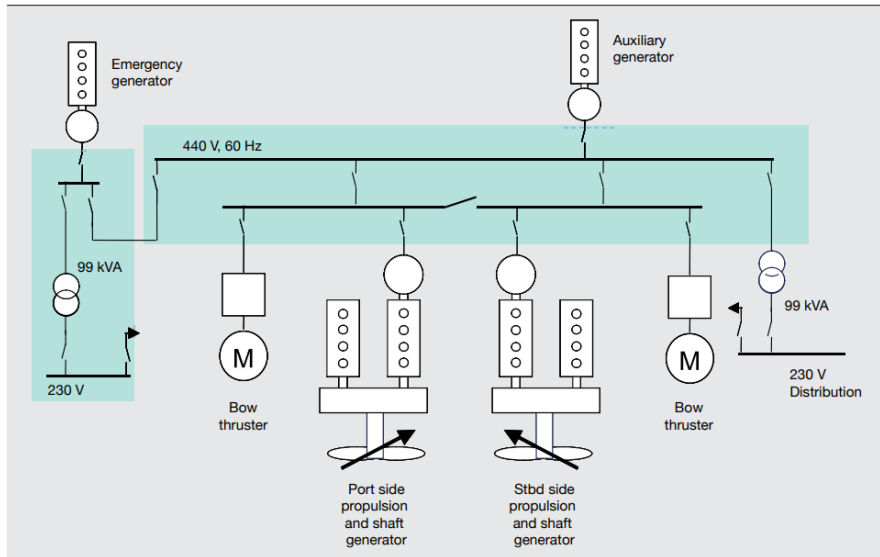 Emergency
generator
Auxiliary
generator
440 V, 60 Hz
99 kVA
230 V
M
Bow
thruster
M
Bow
thruster
99 kVA
230 V
Distribution
Port side
propulsion
and shaft
generator
Stbd side
propulsion
and shaft
generator